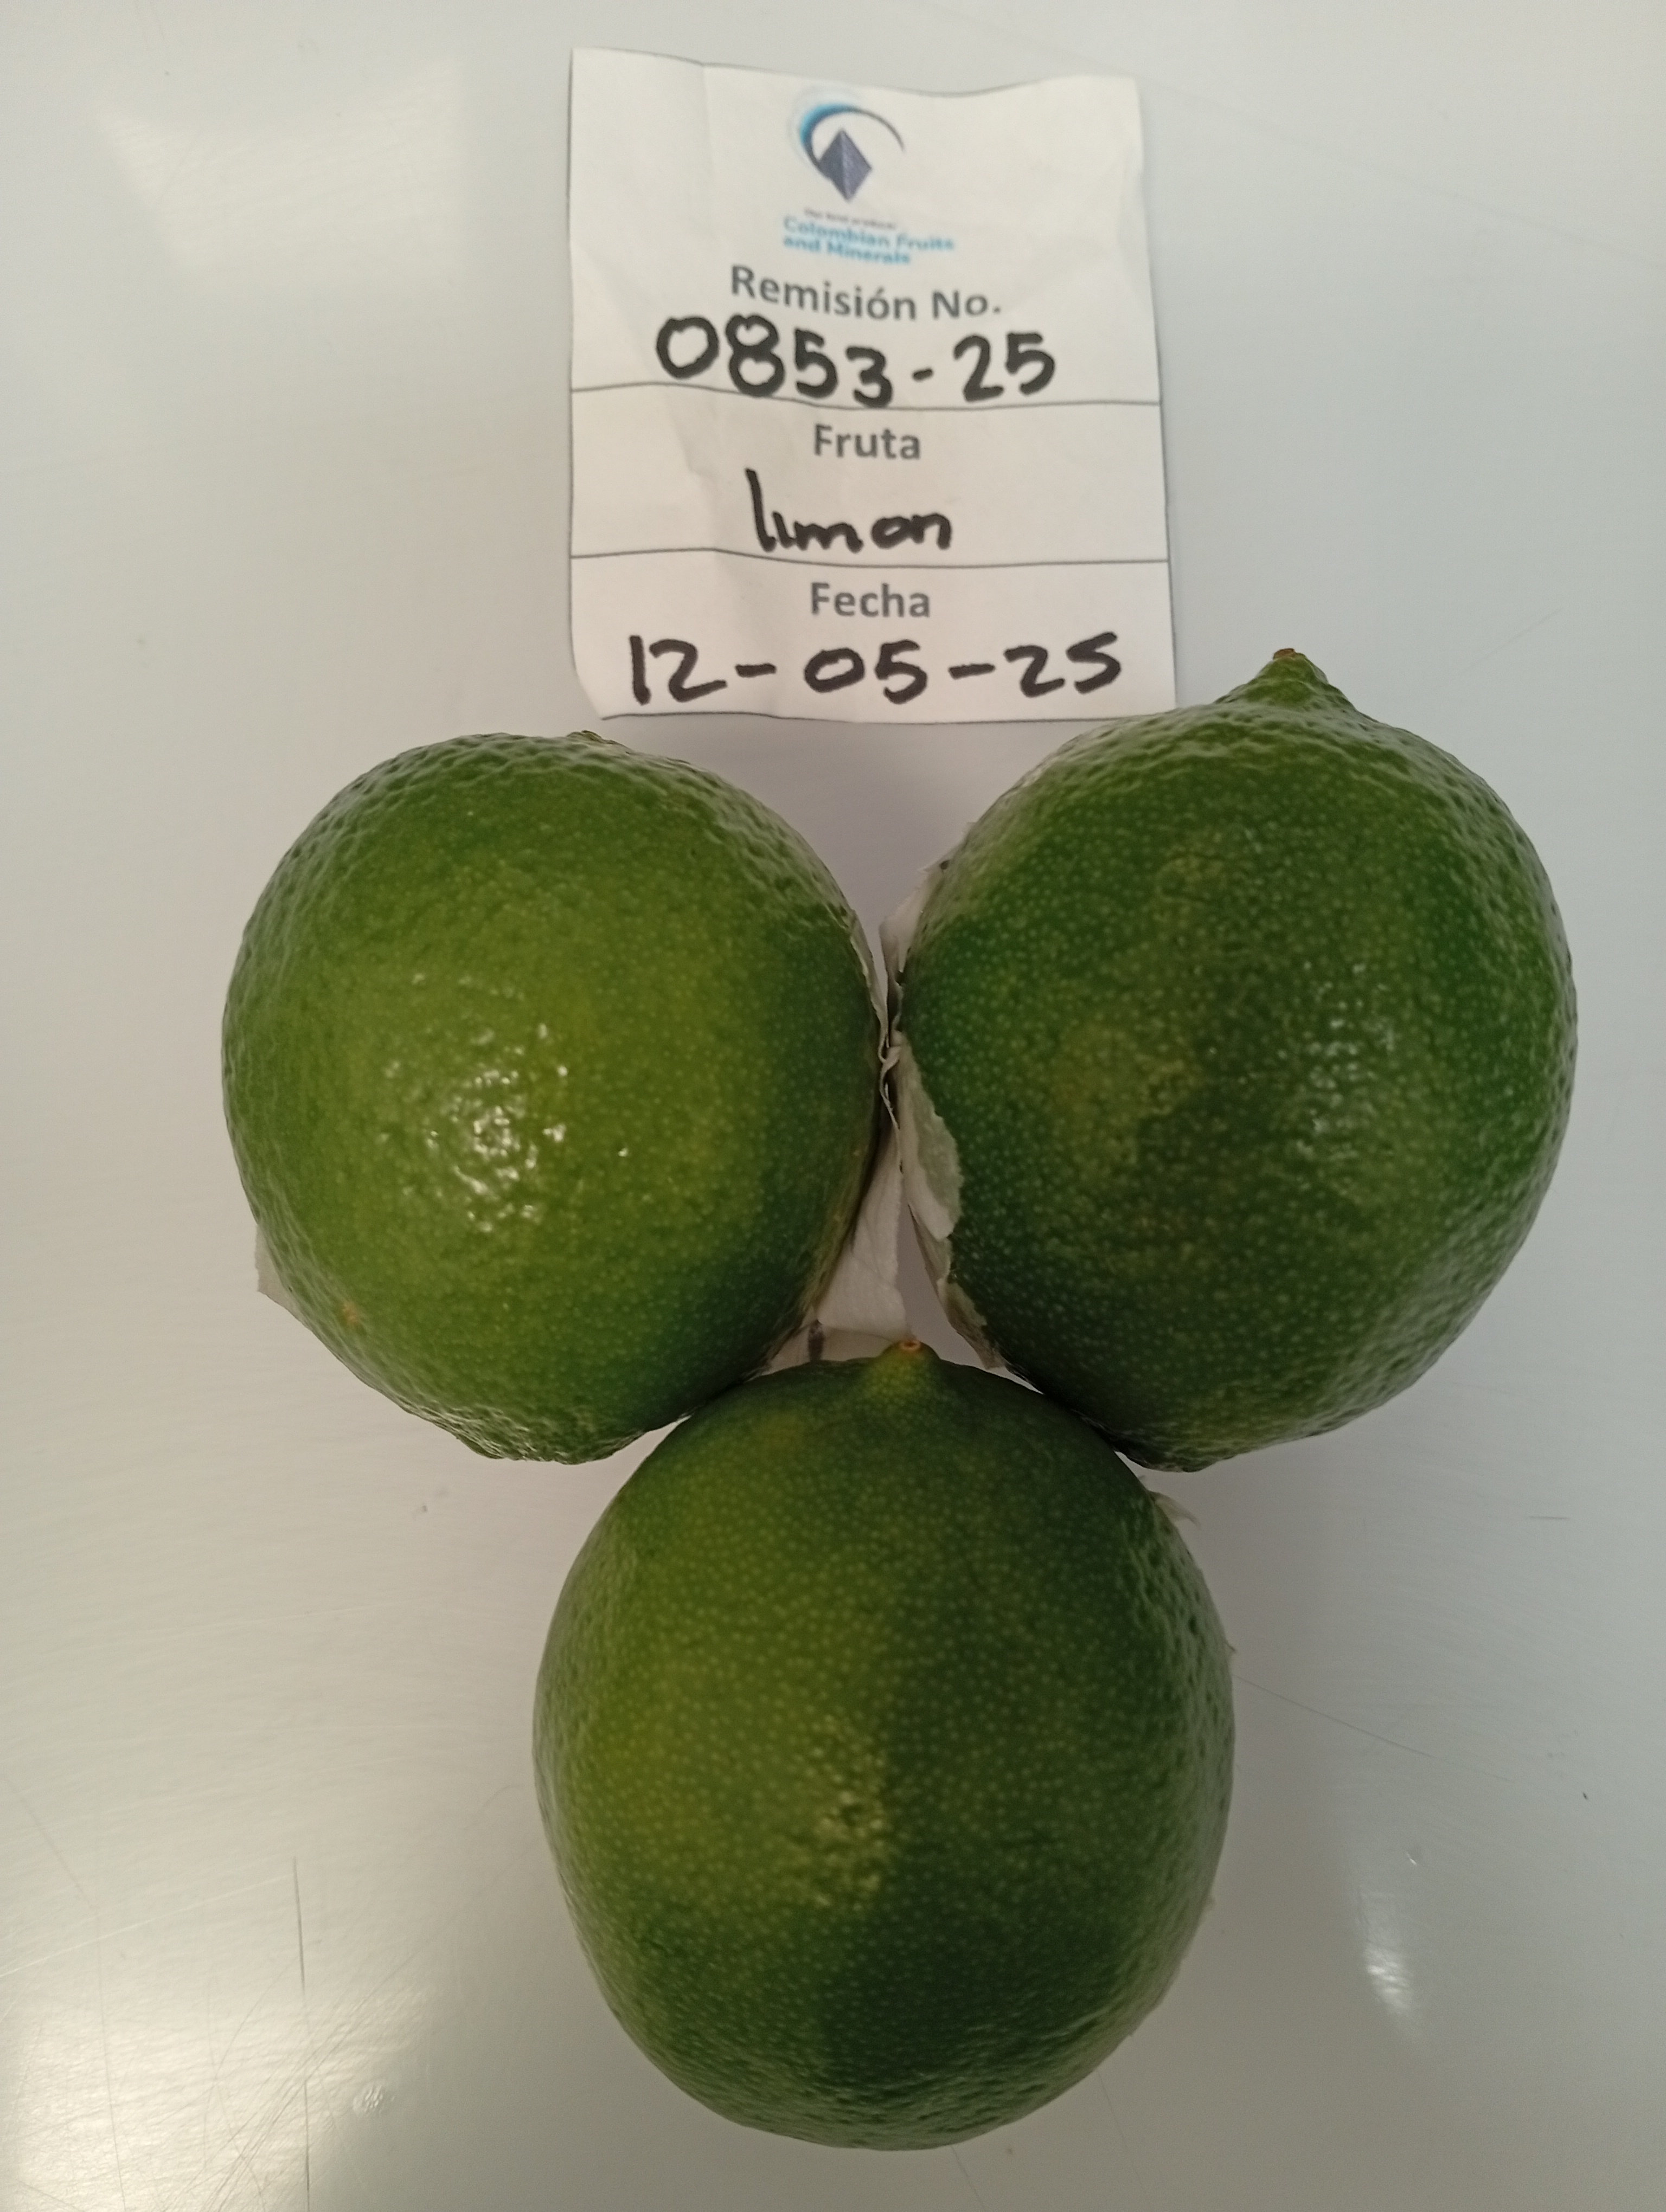 Colombian Fruits
and Minerals
Remisión No.
0853-25
Fruta
limon
Fecha
12-05-25